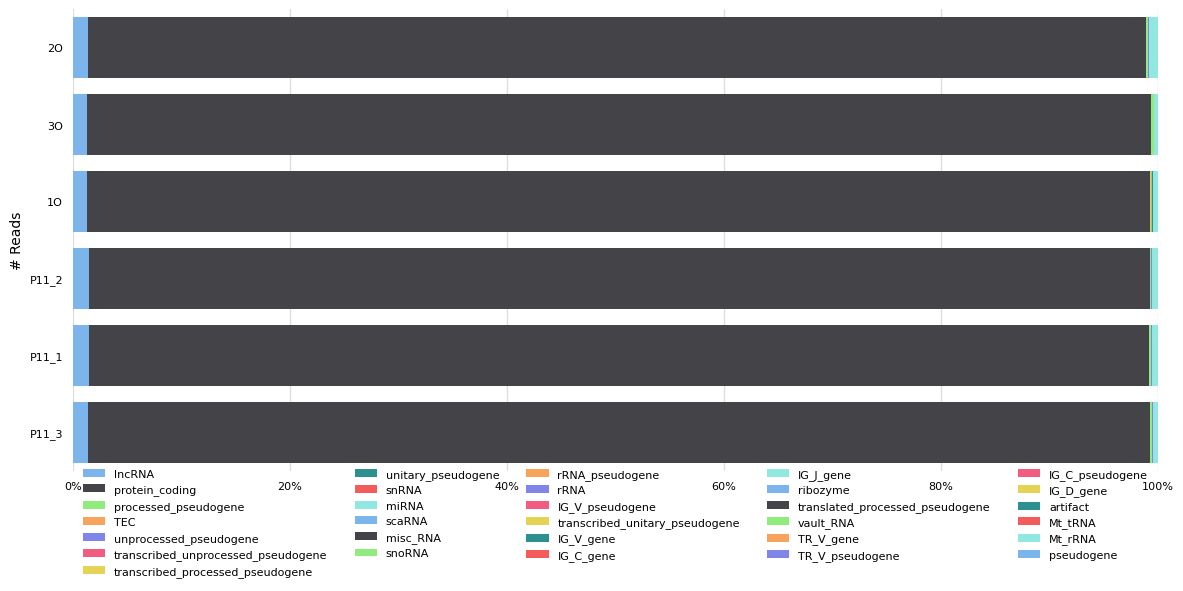 # Reads
2O
3O
1O
P11_2
P11_1
P11_3
0%
20%
40%
60%
80%
100%
lncRNA
protein_coding
processed_pseudogene
TEC
unprocessed_pseudogene
transcribed_unprocessed_pseudogene
transcribed_processed_pseudogene
unitary_pseudogene
snRNA
miRNA
scaRNA
misc_RNA
snoRNA
rRNA_pseudogene
rRNA
IG_V_pseudogene
transcribed_unitary_pseudogene
IG_V_gene
IG_C_gene
IG_J_gene
ribozyme
translated_processed_pseudogene
vault_RNA
TR_V_gene
TR_V_pseudogene
IG_C_pseudogene
IG_D_gene
artifact
Mt_tRNA
Mt_rRNA
pseudogene